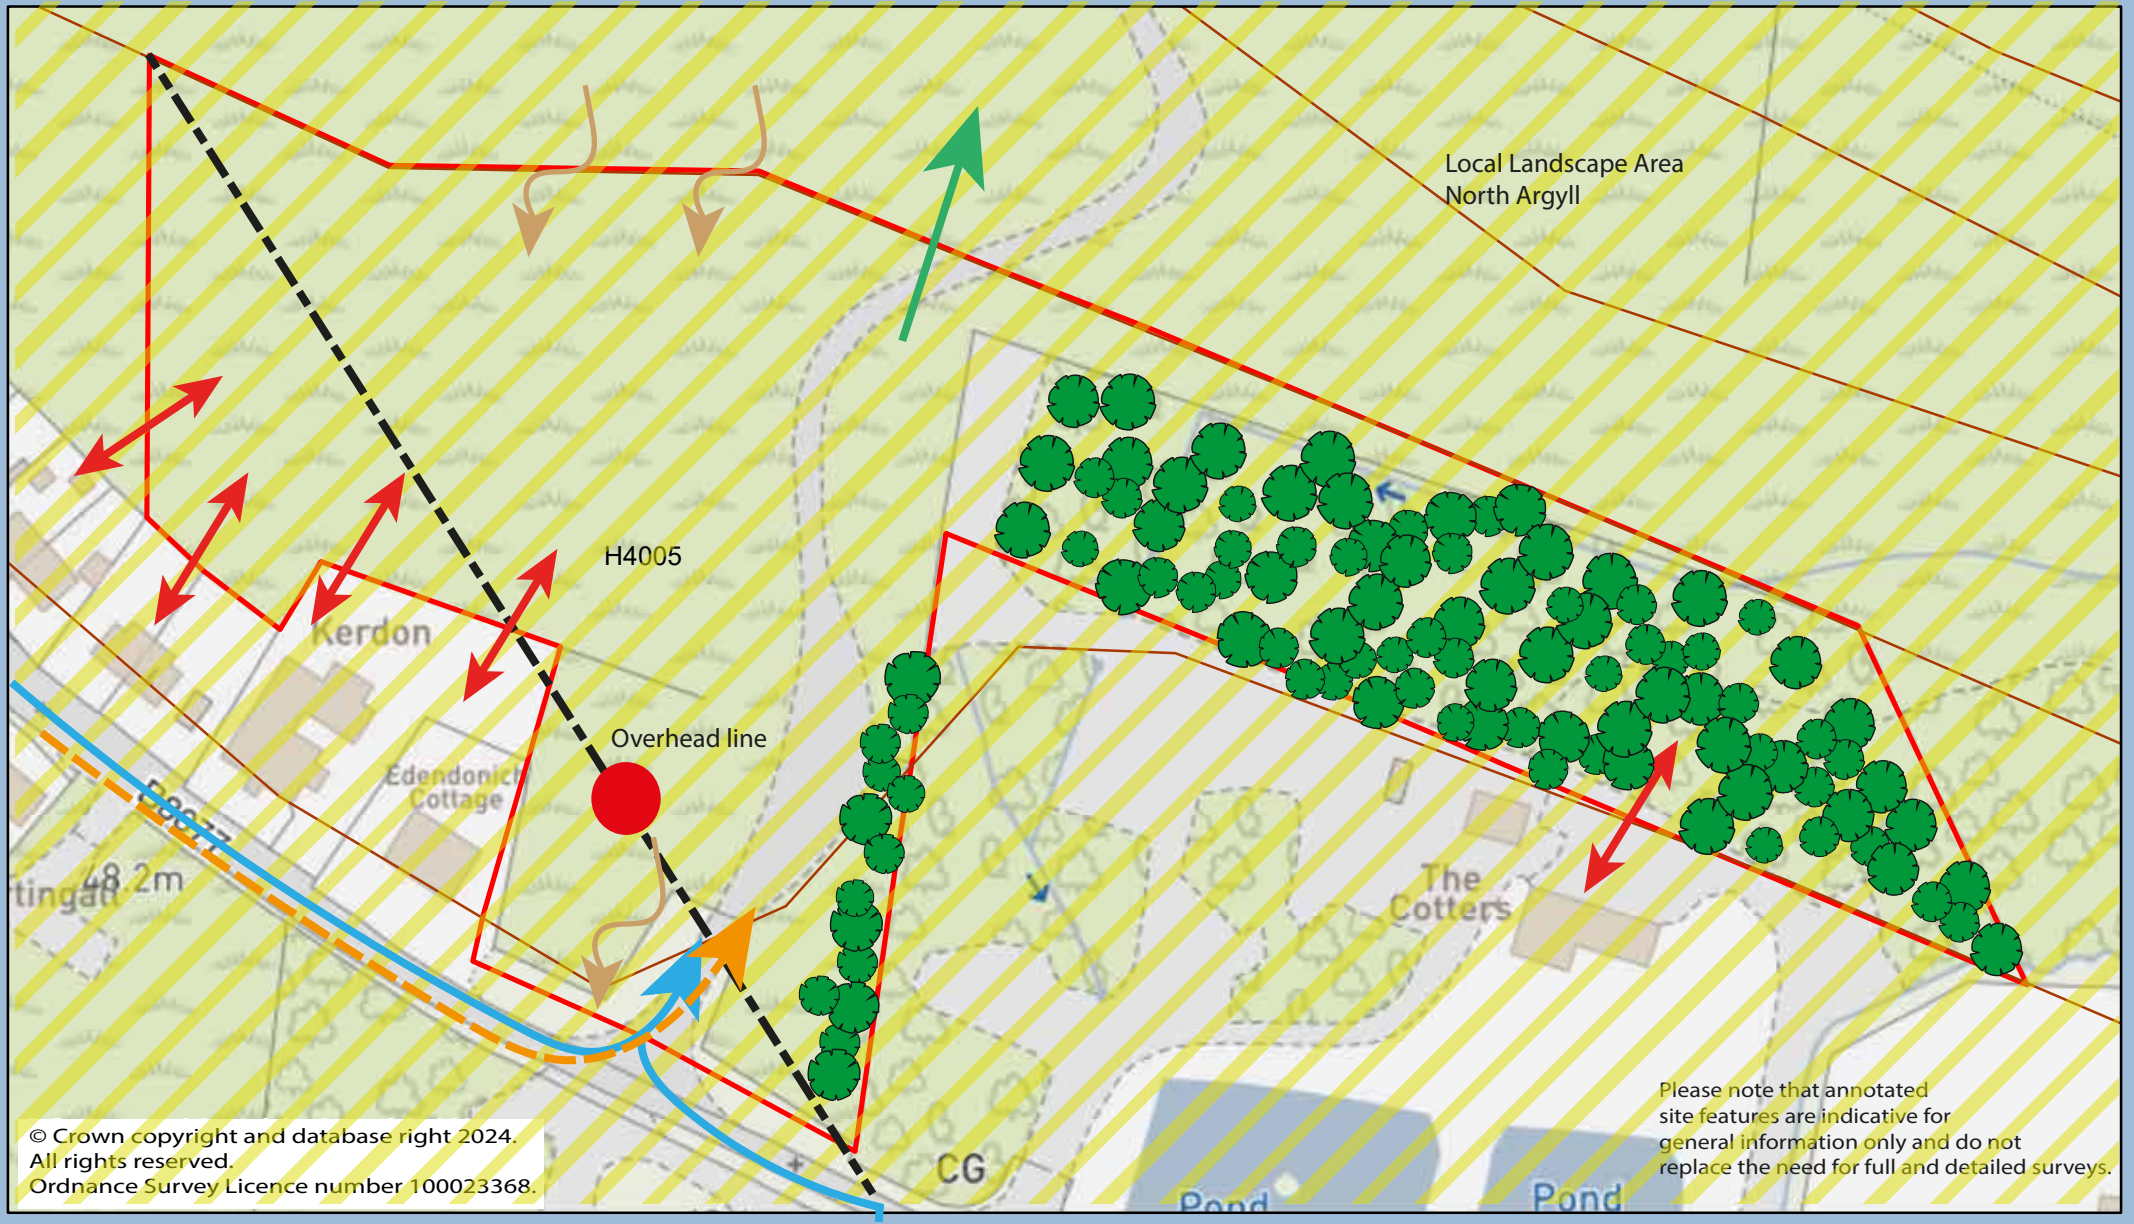 Local Landscape Area
North Argyll
H4005
Kerdon
Overhead line
Edendonich
Cottage
B8077
48.2m
tingall
The
Cotters
Please note that annotated
site features are indicative for
general information only and do not
replace the need for full and detailed surveys.
© Crown copyright and database right 2024.
All rights reserved.
Ordnance Survey Licence number 100023368.
CG
Pond
Pond